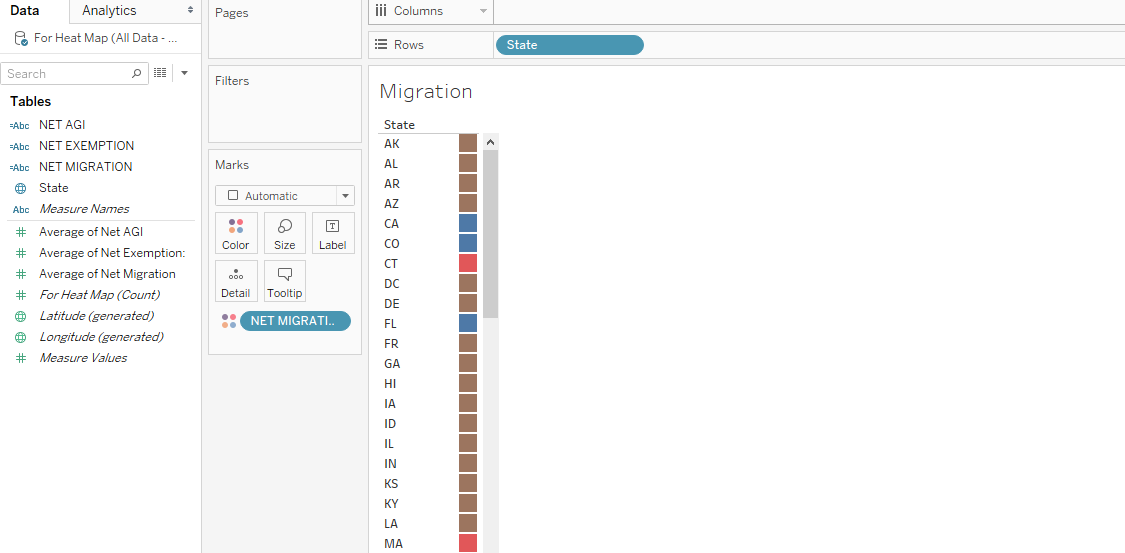 Data
Analytics
For Heat Map (All Data - ...
Search
Tables
=Abc NET AGI
=Abc NET EXEMPTION
=Abc NET MIGRATION
State
Abc Measure Names
Average of Net AGI
Average of Net Exemption:
Average of Net Migration
For Heat Map (Count)
Latitude (generated)
Longitude (generated)
Measure Values
Pages
Filters
Marks
Automatic
Color Size Label
Detail Tooltip
NET MIGRATI..
Columns
Rows State
Migration
State
AK
AL
AR
AZ
CA
CO
CT
DC
DE
FL
FR
GA
HI
IA
ID
IL
IN
KS
KY
LA
MA